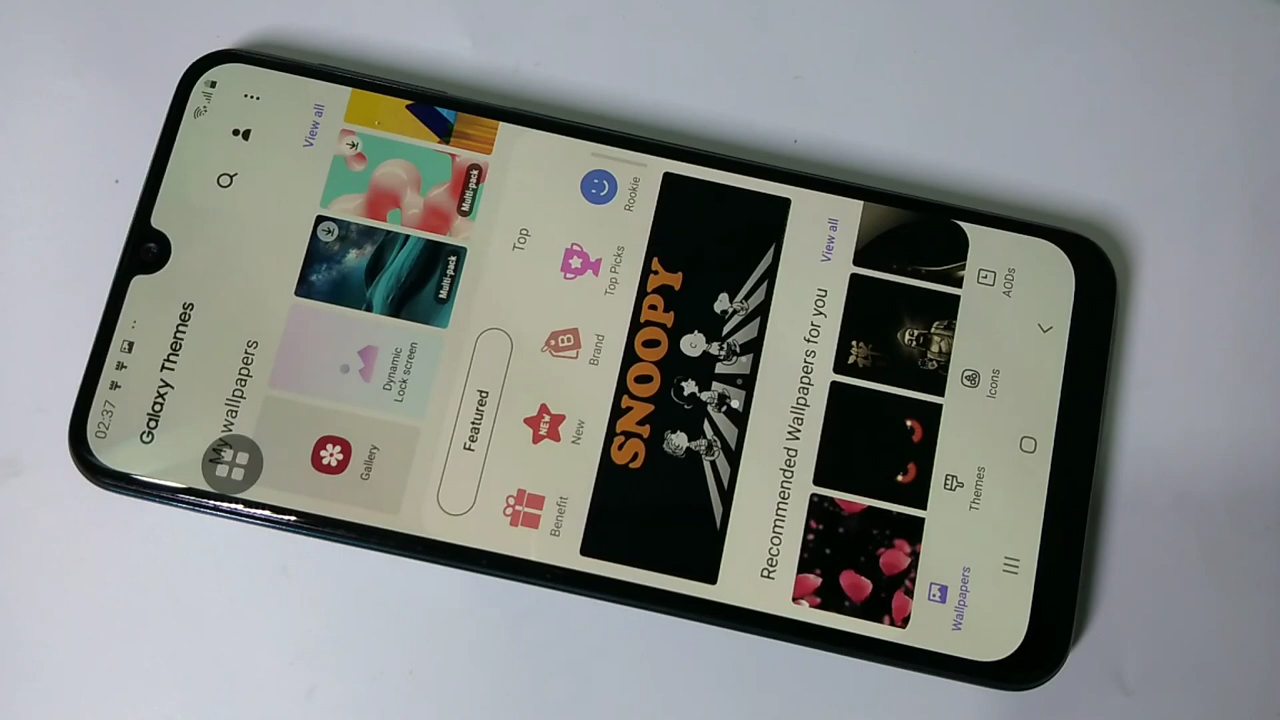 02:37
Galaxy Themes
My wallpapers
View all
Gallery
Dynamic
Lock screen
Multi-pack
Multi-pack
Featured
Top
NEW
B
Benefit
New
Brand
Top Picks
Rookie
SNOOPY
Recommended Wallpapers for you
View all
Wallpapers
Themes
Icons
AODs